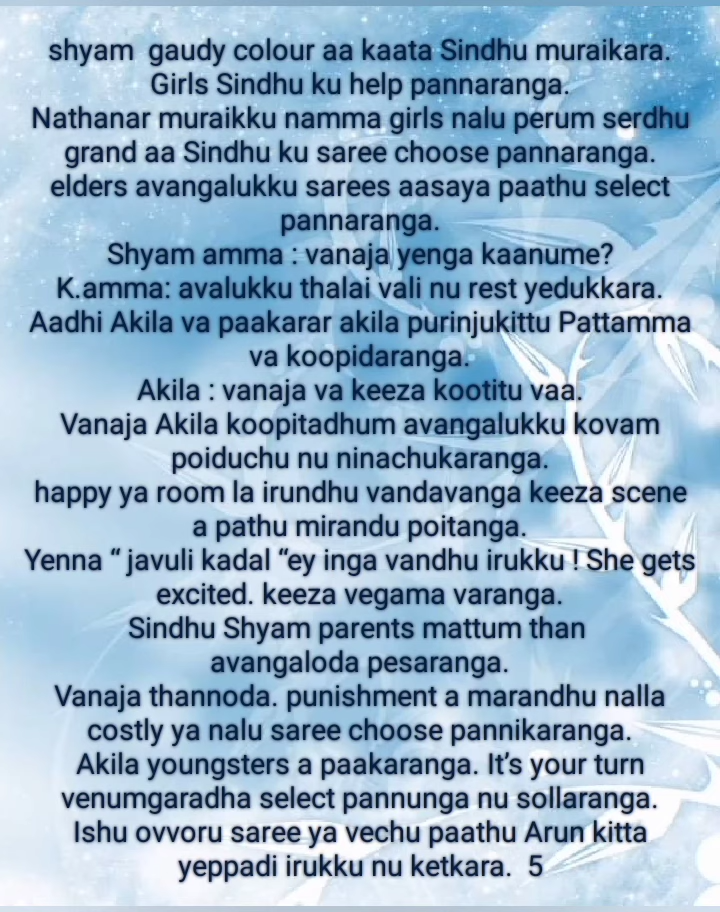 shyam  gaudy colour aa kaata Sindhu muraikara.
Girls Sindhu ku help pannaranga.
Nathanar muraikku namma girls nalu perum serdhu
grand aa Sindhu ku saree choose pannaranga.
elders avangalukku sarees aasaya paathu select
pannaranga.
Shyam amma : vanaja yenga kaanume?
K.amma: avalukku thalai vali nu rest yedukkara.
Aadhi Akila va paakarar akila purinjukittu Pattamma
va koopidaranga.
Akila : vanaja va keeza kootitu vaa.
Vanaja Akila koopitadhum avangalukku kovam
poiduchu nu ninachukaranga.
happy ya room la irundhu vandavanga keeza scene
a pathu mirandu poitanga.
Yenna “ javuli kadal “ey inga vandhu irukku ! She gets
excited. keeza vegama varanga.
Sindhu Shyam parents mattum than
avangaloda pesaranga.
Vanaja thannoda. punishment a marandhu nalla
costly ya nalu saree choose pannikaranga.
Akila youngsters a paakaranga. It’s your turn
venumgaradha select pannunga nu sollaranga.
Ishu ovvoru saree ya vechu paathu Arun kitta
yeppadi irukku nu ketkara.  5